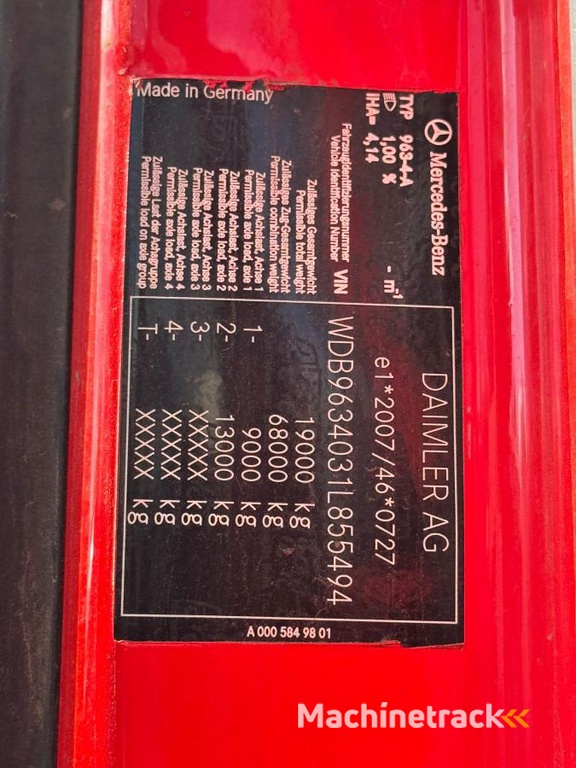 Mercedes-Benz
TYP 963-4-A
1,00 % - m⁻¹
IHA= 4,14
DAIMLER AG
e1*2007/46*0727
Fahrzeugidentifizierungsnummer
Vehicle Identification Number VIN WDB9634031L855494
Zulässiges Gesamtgewicht
Permissible total weight 19000 kg
Zulässiges Zug-Gesamtgewicht
Permissible combination weight 68000 kg
Zulässige Achslast, Achse 1
Permissible axle load, axle 1 1- 9000 kg
Zulässige Achslast, Achse 2
Permissible axle load, axle 2 2- 13000 kg
Zulässige Achslast, Achse 3
Permissible axle load, axle 3 3- XXXXX kg
Zulässige Achslast, Achse 4
Permissible load, axle 4 4- XXXXX kg
Zulässige Last der Achsgruppe
Permissible load on axle group T- XXXXX kg
Made in Germany
A 000 584 98 01
Machinetrack